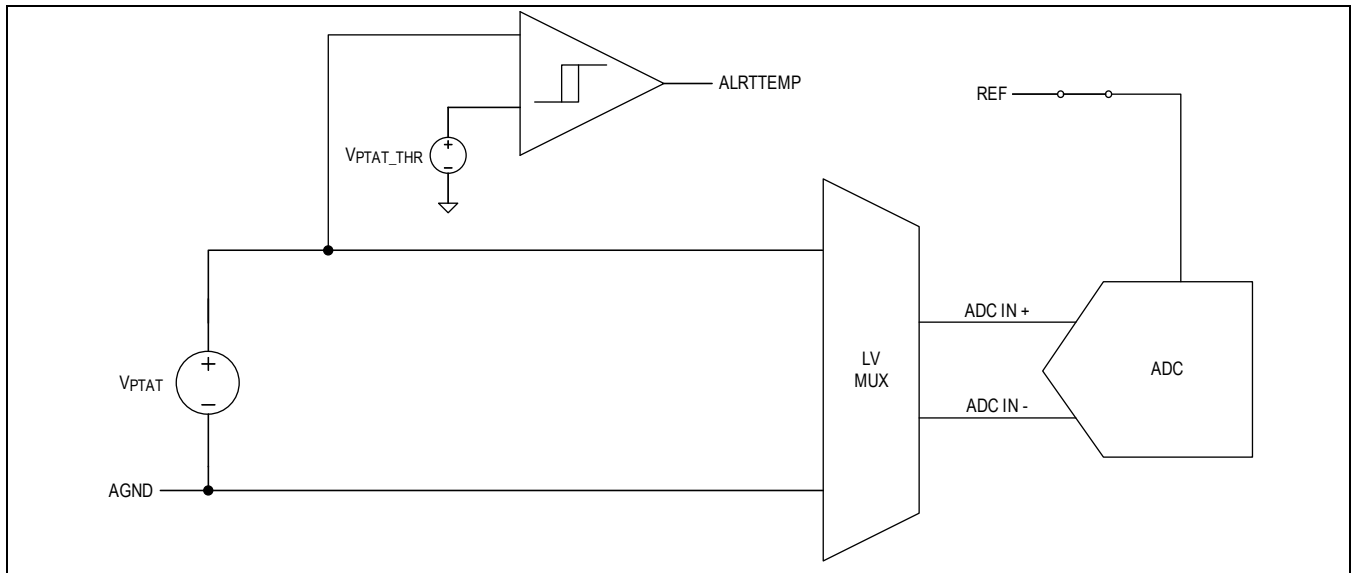 ALRTTEMP
REF
VPTAT_THR
ADC IN +
LV
MUX
ADC
VPTAT
ADC IN -
AGND